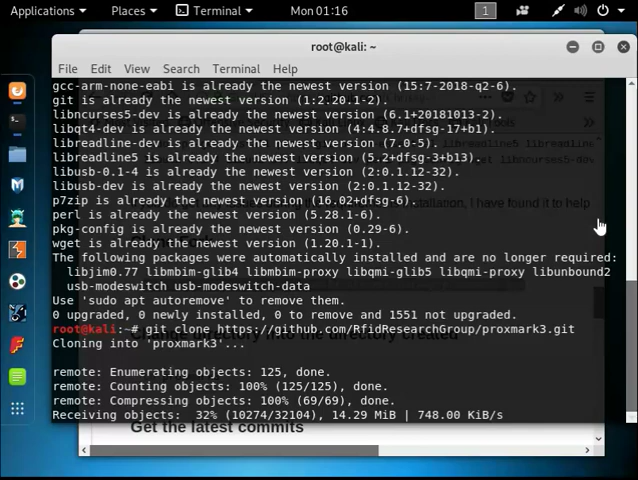 Applications Places Terminal Mon 01:16 1
root@kali: ~
File Edit View Search Terminal Help
gcc-arm-none-eabi is already the newest version (15:7-2018-q2-6).
git is already the newest version (1:2.20.1-2).
libncurses5-dev is already the newest version (6.1+20181013-2).
libqt4-dev is already the newest version (4:4.8.7+dfsg-17+b1).
libreadline-dev is already the newest version (7.0-5).
libreadline5 is already the newest version (5.2+dfsg-3+b13).
libusb-0.1-4 is already the newest version (2:0.1.12-32).
libusb-dev is already the newest version (2:0.1.12-32).
p7zip is already the newest version (16.02+dfsg-6).
perl is already the newest version (5.28.1-6).
pkg-config is already the newest version (0.29-6).
wget is already the newest version (1.20.1-1).
The following packages were automatically installed and are no longer required:
libjim0.77 libmbim-glib4 libmbim-proxy libqmi-glib5 libqmi-proxy libunbound2
usb-modeswitch usb-modeswitch-data
Use 'sudo apt autoremove' to remove them.
0 upgraded, 0 newly installed, 0 to remove and 1551 not upgraded.
root@kali:~# git clone https://github.com/RfidResearchGroup/proxmark3.git
Cloning into 'proxmark3'...
remote: Enumerating objects: 125, done.
remote: Counting objects: 100% (125/125), done.
remote: Compressing objects: 100% (69/69), done.
Receiving objects: 32% (10274/32104), 14.29 MiB | 748.00 KiB/s
installation, I have found it to help
Change directory into the directory created
Get the latest commits